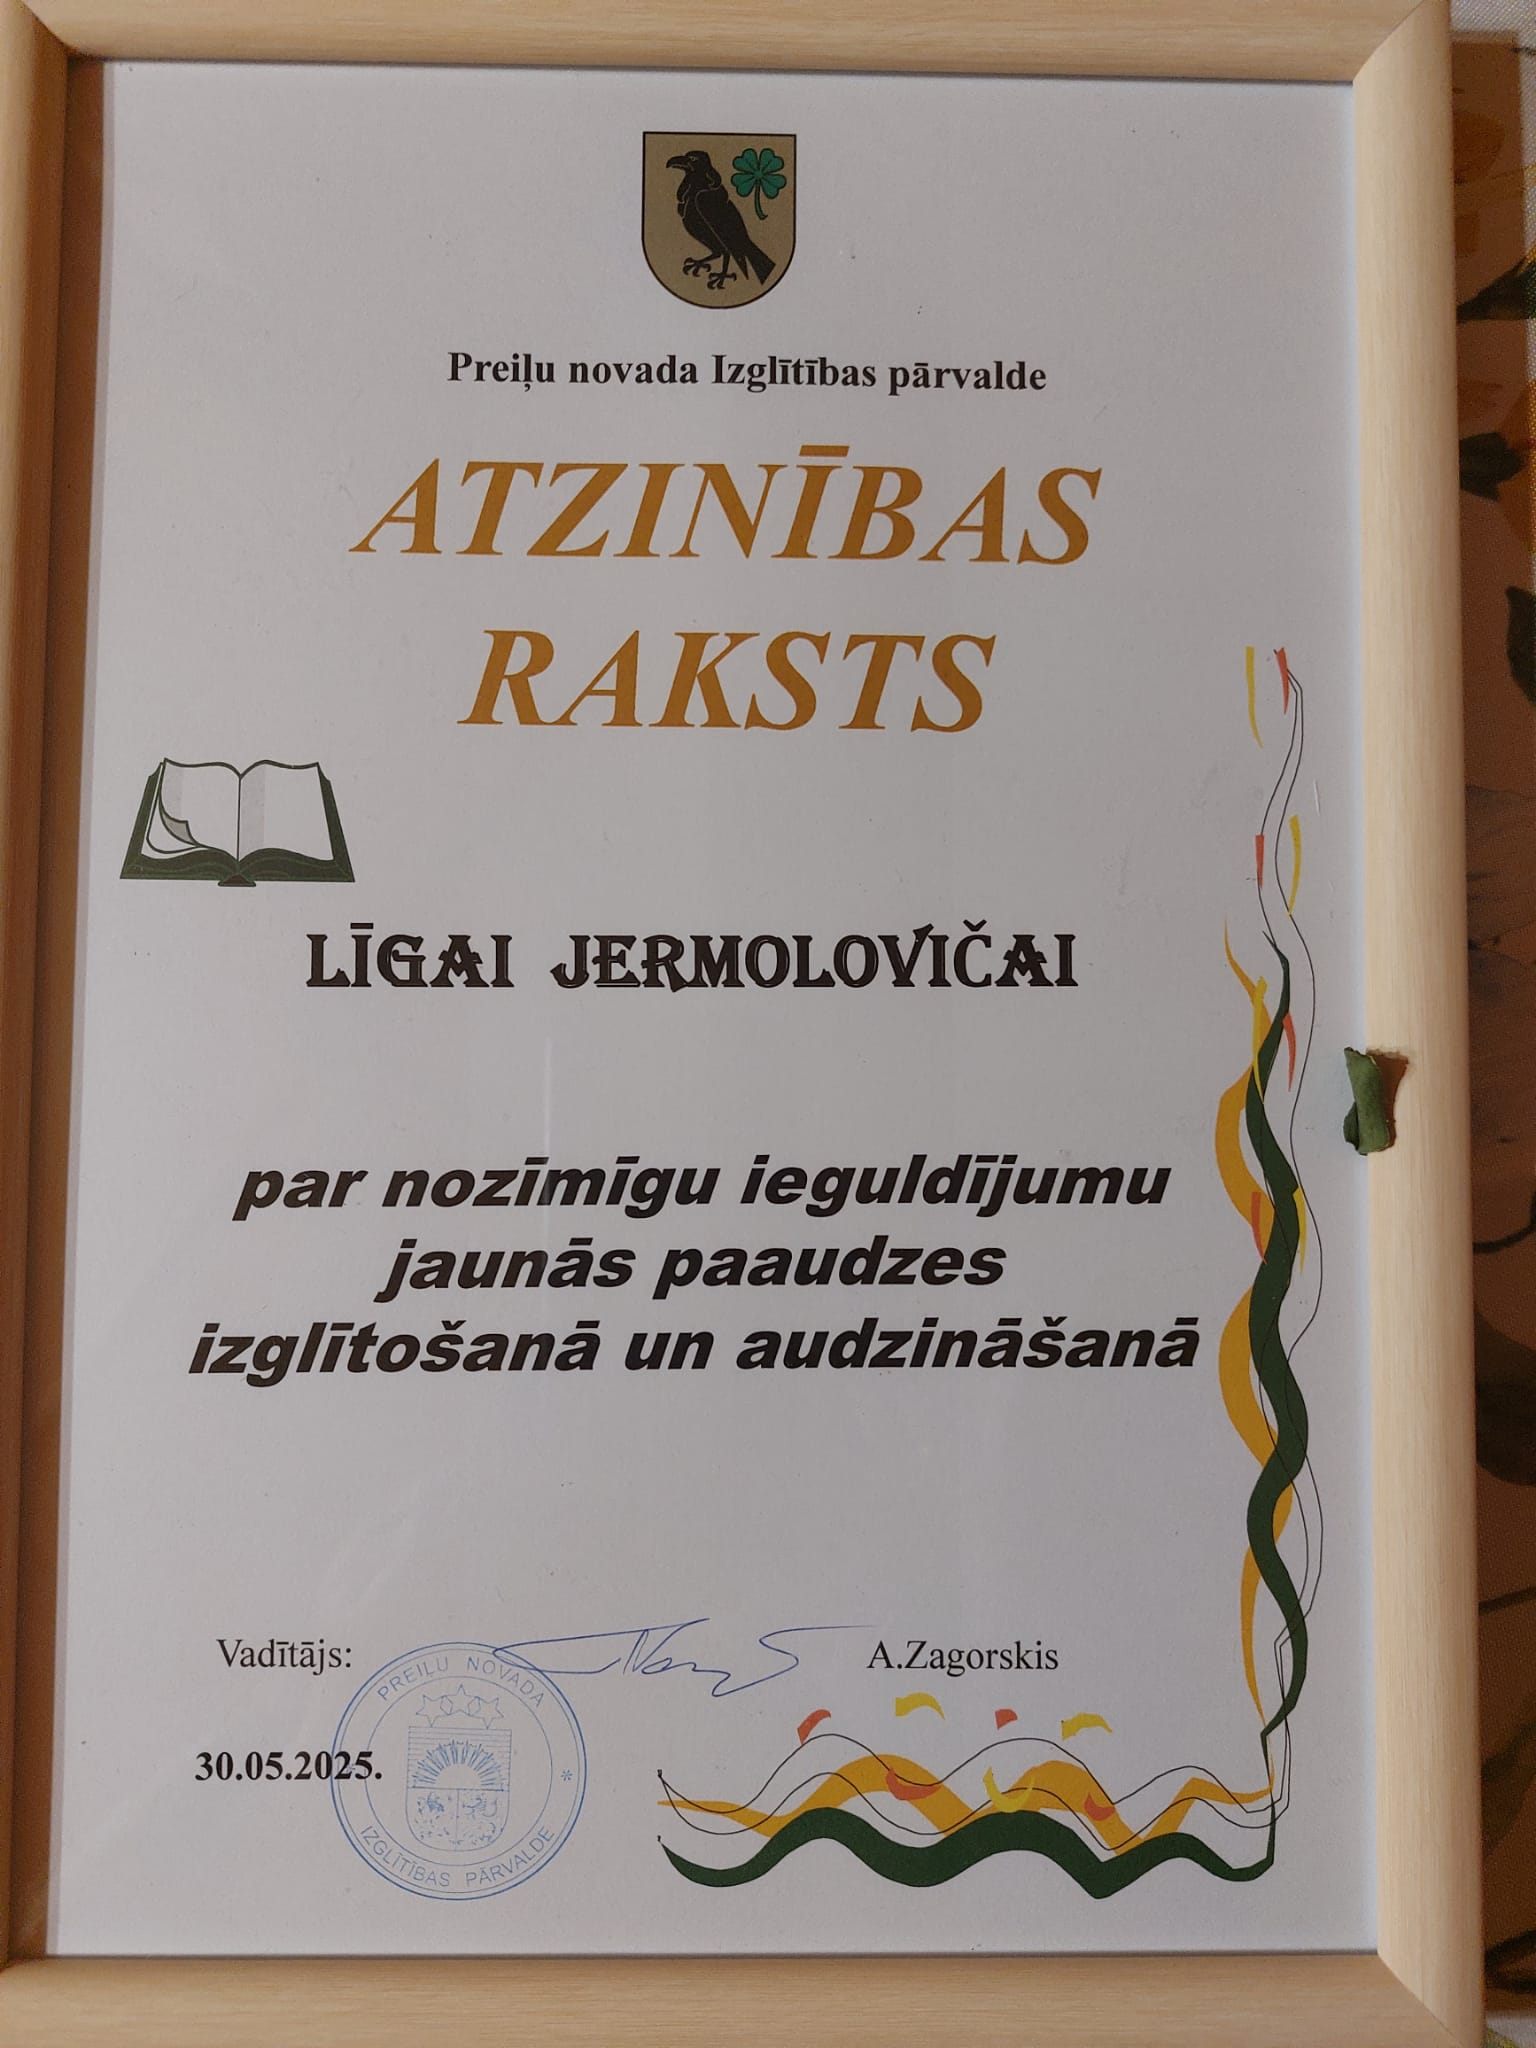 Preiļu novada Izglītības pārvalde
ATZINĪBAS
RAKSTS
LĪGAI JERMOLOVIČAI
par nozīmīgu ieguldījumu
jaunās paaudzes
izglītošanā un audzināšanā
Vadītājs:
A.Zagorskis
30.05.2025.
PREIĻU NOVADA
IZGLĪTĪBAS PĀRVALDE